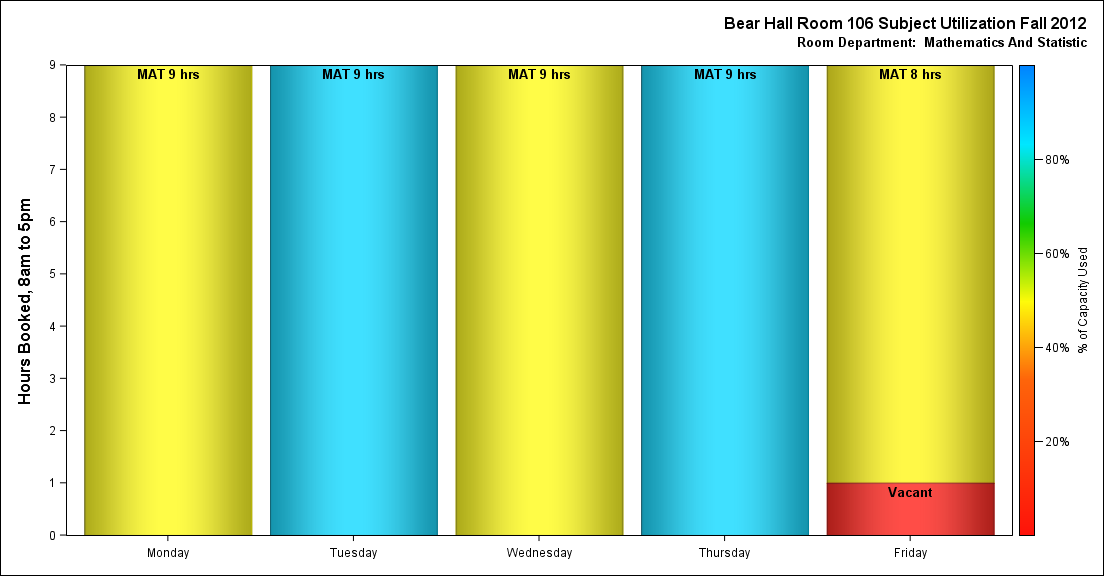 Bear Hall Room 106 Subject Utilization Fall 2012
Room Department: Mathematics And Statistic
Hours Booked, 8am to 5pm
9
8
7
6
5
4
3
2
1
0
MAT 9 hrs
MAT 9 hrs
MAT 9 hrs
MAT 9 hrs
MAT 8 hrs
Vacant
Monday
Tuesday
Wednesday
Thursday
Friday
80%
60%
40%
20%
% of Capacity Used